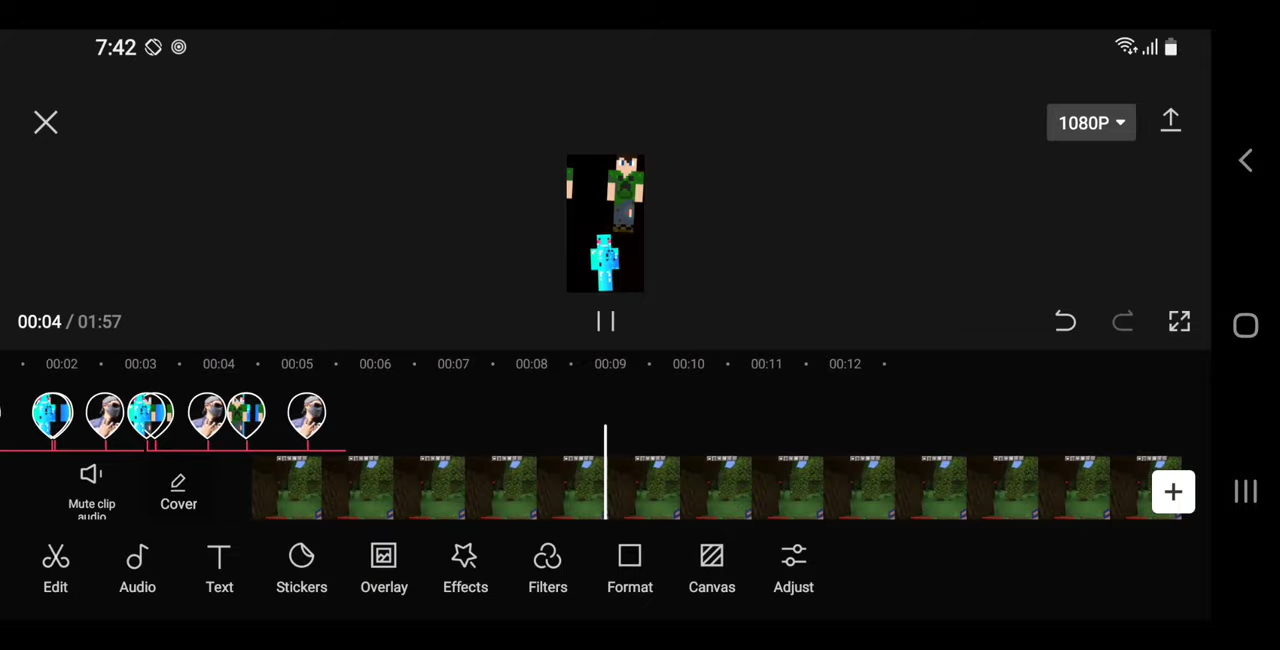 7:42
1080P
00:04 / 01:57
00:02 00:03 00:04 00:05 00:06 00:07 00:08 00:09 00:10 00:11 00:12
Mute clip
audio
Cover
Edit Audio Text Stickers Overlay Effects Filters Format Canvas Adjust